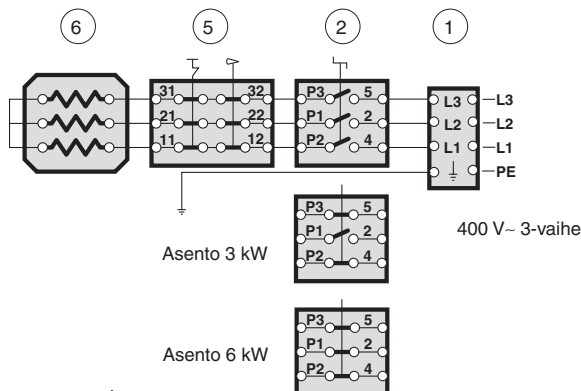 6 5 2 1
31 32 P3 5 L3 L3
21 22 P1 2 L2 L2
11 12 P2 4 L1 L1
PE
P3 5
400 V~ 3-vaihe
P1 2
Asento 3 kW
P2 4
P3 5
Asento 6 kW P1 2
P2 4